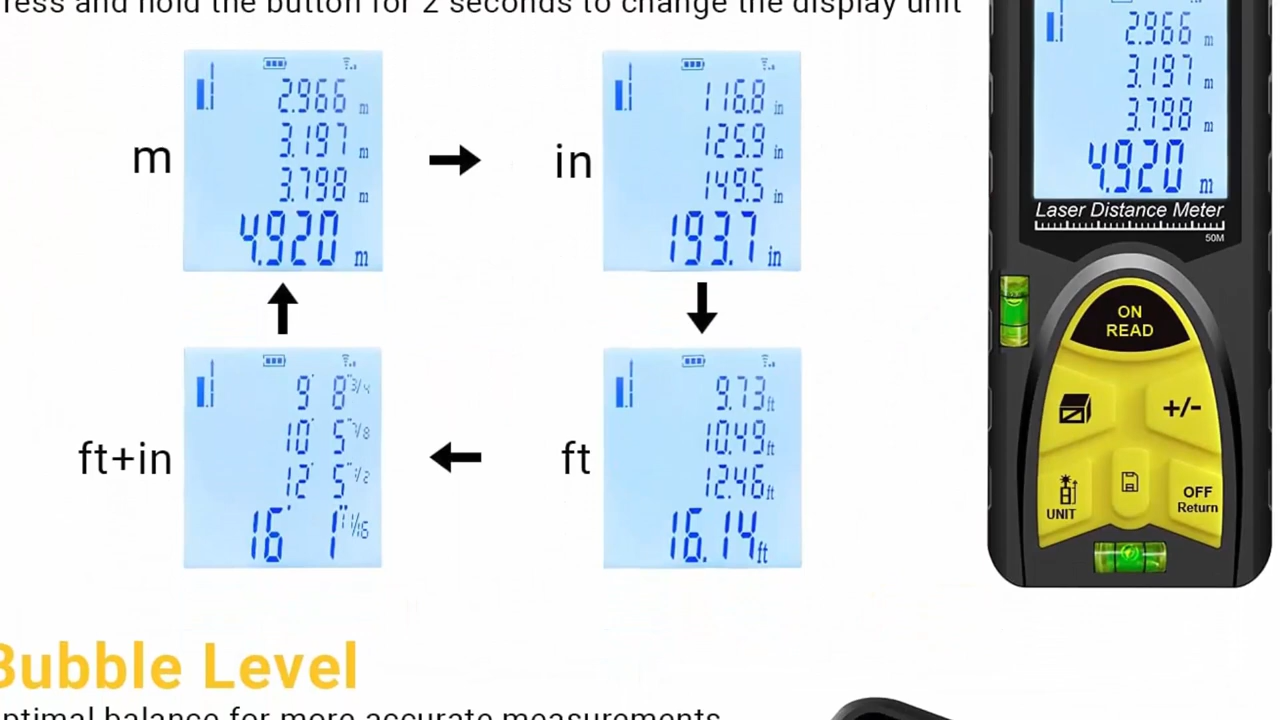 ress and hold the button for 2 seconds to change the display unit
m
2.966 m
3.197 m
3.798 m
4.920 m
in
116.8 in
125.9 in
149.5 in
193.7 in
ft+in
9' 8" 3/4
10' 5" 7/8
12' 5" 1/2
16' 1" 11/16
ft
9.73 ft
10.49 ft
12.46 ft
16.14 ft
2.966 m
3.197 m
3.798 m
4.920 m
Laser Distance Meter
50M
ON
READ
+/-
UNIT
OFF
Return
Bubble Level
ptimal balance for more accurate measurements